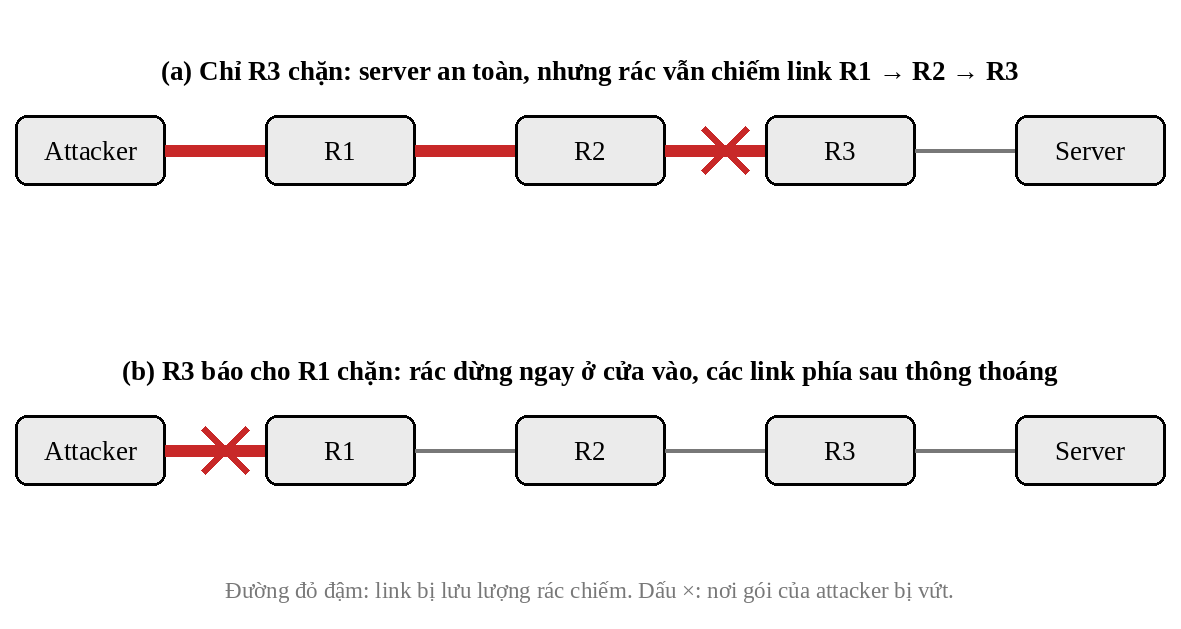 (a) Chỉ R3 chặn: server an toàn, nhưng rác vẫn chiếm link R1 → R2 → R3
Attacker R1 R2 R3 Server
(b) R3 báo cho R1 chặn: rác dừng ngay ở cửa vào, các link phía sau thông thoáng
Attacker R1 R2 R3 Server
Đường đỏ đậm: link bị lưu lượng rác chiếm. Dấu ×: nơi gói của attacker bị vứt.